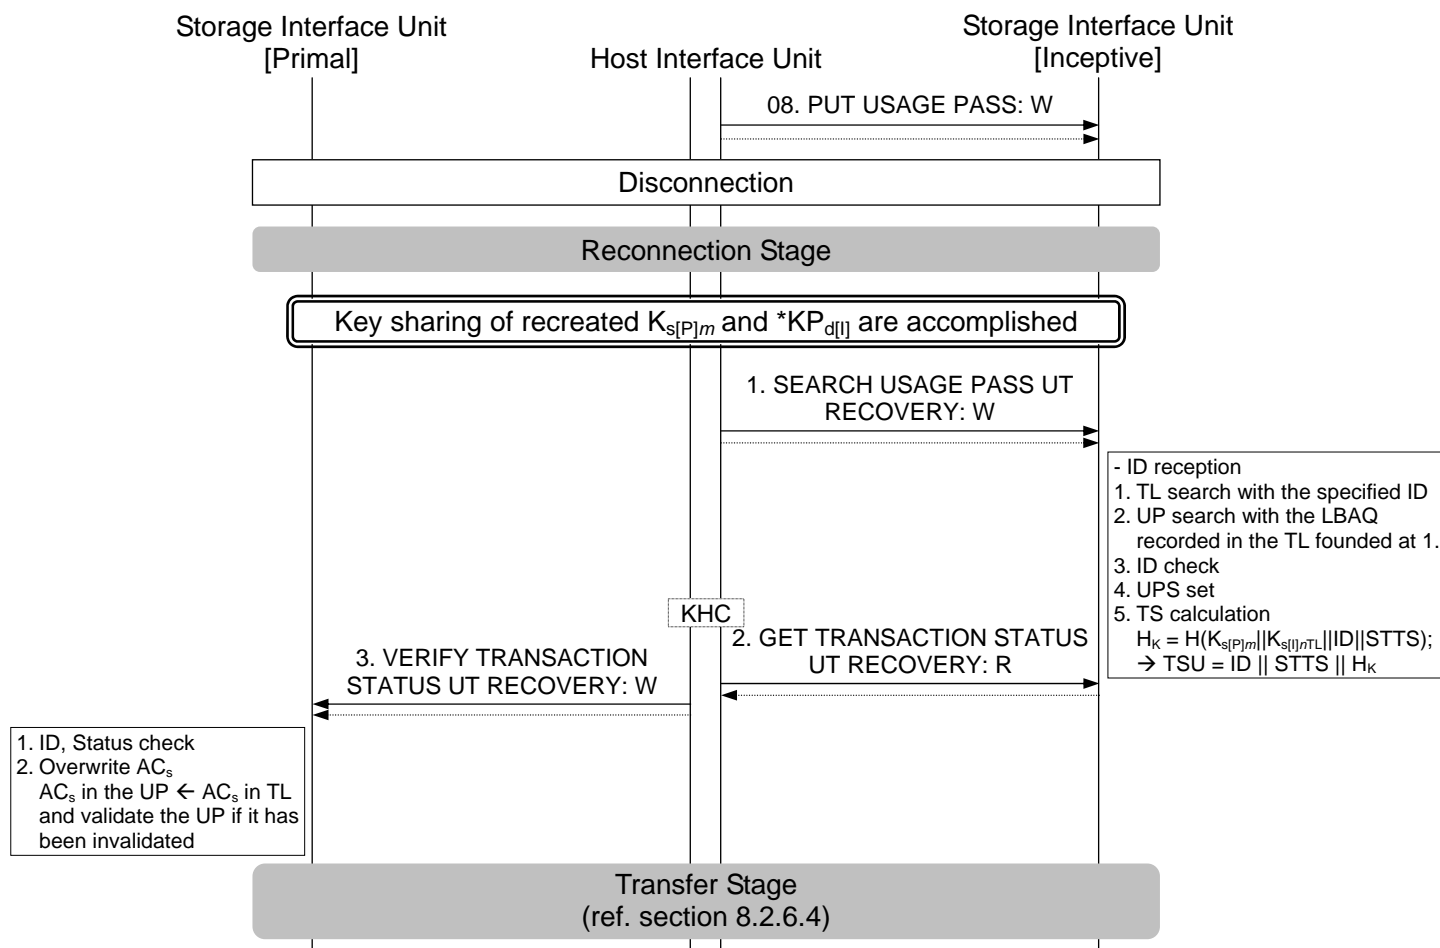 Storage Interface Unit
[Primal]
Host Interface Unit
Storage Interface Unit
[Inceptive]
08. PUT USAGE PASS: W
Disconnection
Reconnection Stage
Key sharing of recreated Ks[P]m and *KPd[I] are accomplished
1. SEARCH USAGE PASS UT
RECOVERY: W
- ID reception
1. TL search with the specified ID
2. UP search with the LBAQ
recorded in the TL founded at 1.
3. ID check
4. UPS set
5. TS calculation
HK = H(Ks[P]m||Ks[I]nTL||ID||STTS);
→ TSU = ID || STTS || HK
KHC
2. GET TRANSACTION STATUS
UT RECOVERY: R
3. VERIFY TRANSACTION
STATUS UT RECOVERY: W
1. ID, Status check
2. Overwrite ACs
ACs in the UP ← ACs in TL
and validate the UP if it has
been invalidated
Transfer Stage
(ref. section 8.2.6.4)